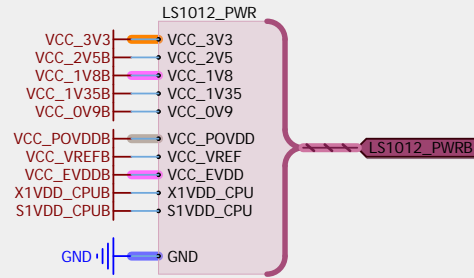 LS1012_PWR
VCC_3V3 VCC_3V3
VCC_2V5B VCC_2V5
VCC_1V8B VCC_1V8
VCC_1V35B VCC_1V35
VCC_0V9B VCC_0V9
VCC_POVDDB VCC_POVDD
LS1012_PWRB
VCC_VREFB VCC_VREF
VCC_EVDDB VCC_EVDD
X1VDD_CPUB X1VDD_CPU
S1VDD_CPUB S1VDD_CPU
GND GND